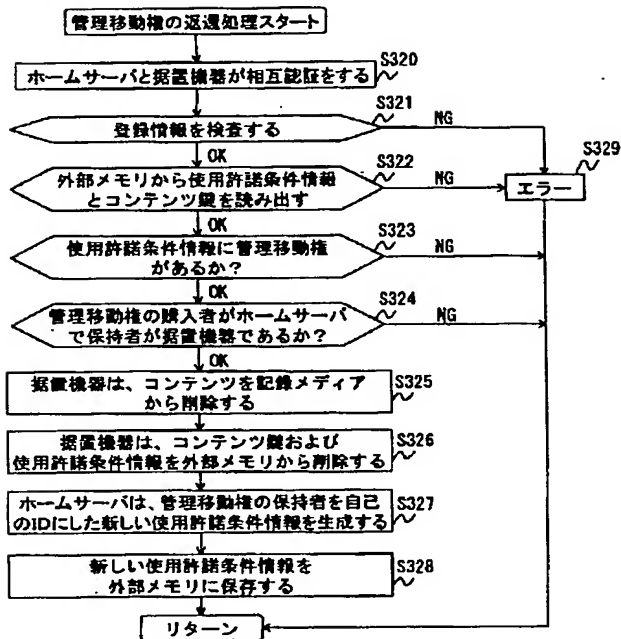 管理移動権の返還処理スタート
S320
ホームサーバと据置機器が相互認証をする
S321
登録情報を検査する
NG
OK
S322
外部メモリから使用許諾条件情報
とコンテンツ鍵を読み出す
NG
S329
エラー
OK
S323
使用許諾条件情報に管理移動権
があるか?
NG
OK
S324
管理移動権の購入者がホームサーバ
で保持者が据置機器であるか?
NG
OK
S325
据置機器は、コンテンツを記録メディア
から削除する
S326
据置機器は、コンテンツ鍵および
使用許諾条件情報を外部メモリから削除する
S327
ホームサーバは、管理移動権の保持者を自己
のIDにした新しい使用許諾条件情報を生成する
S328
新しい使用許諾条件情報を
外部メモリに保存する
リターン